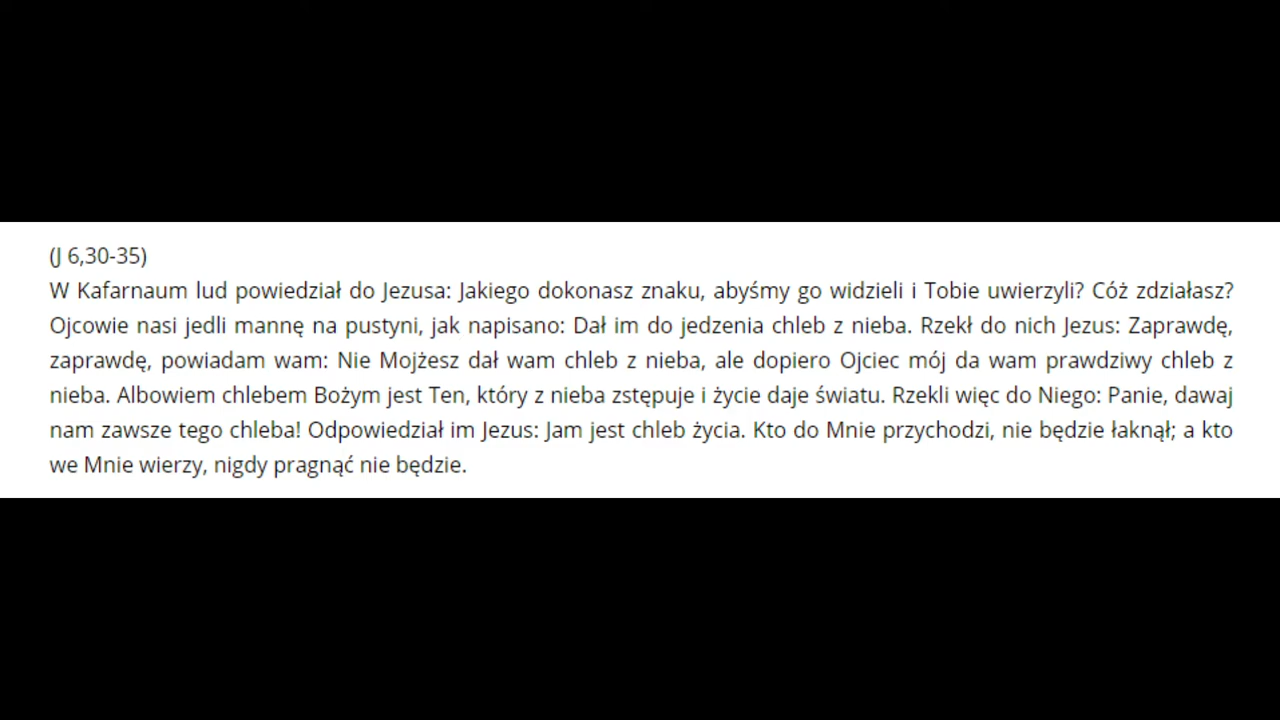 (J 6,30-35)
W Kafarnaum lud powiedział do Jezusa: Jakiego dokonasz znaku, abyśmy go widzieli i Tobie uwierzyli? Cóż zdziałasz?
Ojcowie nasi jedli mannę na pustyni, jak napisano: Dał im do jedzenia chleb z nieba. Rzekł do nich Jezus: Zaprawdę,
zaprawdę, powiadam wam: Nie Mojżesz dał wam chleb z nieba, ale dopiero Ojciec mój da wam prawdziwy chleb z
nieba. Albowiem chlebem Bożym jest Ten, który z nieba zstępuje i życie daje światu. Rzekli więc do Niego: Panie, dawaj
nam zawsze tego chleba! Odpowiedział im Jezus: Jam jest chleb życia. Kto do Mnie przychodzi, nie będzie łaknął; a kto
we Mnie wierzy, nigdy pragnąć nie będzie.